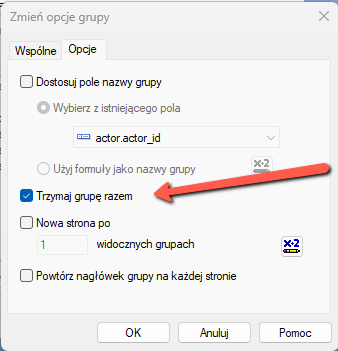 Zmień opcje grupy
Wspólne
Opcje
Dostosuj pole nazwy grupy
Wybierz z istniejącego pola
actor.actor_id
Użyj formuły jako nazwy grupy
x+2
Trzymaj grupę razem
Nowa strona po
1 widocznych grupach
x+2
Powtórz nagłówek grupy na każdej stronie
OK
Anuluj
Pomoc